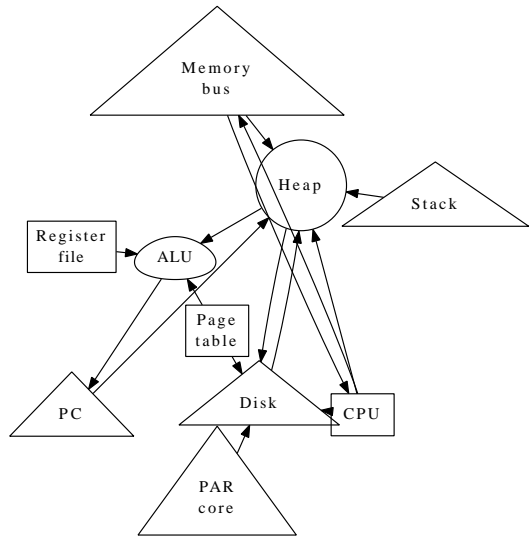 Memory
bus
Heap
Stack
Register
file
ALU
Page
table
PC
Disk
CPU
PAR
core